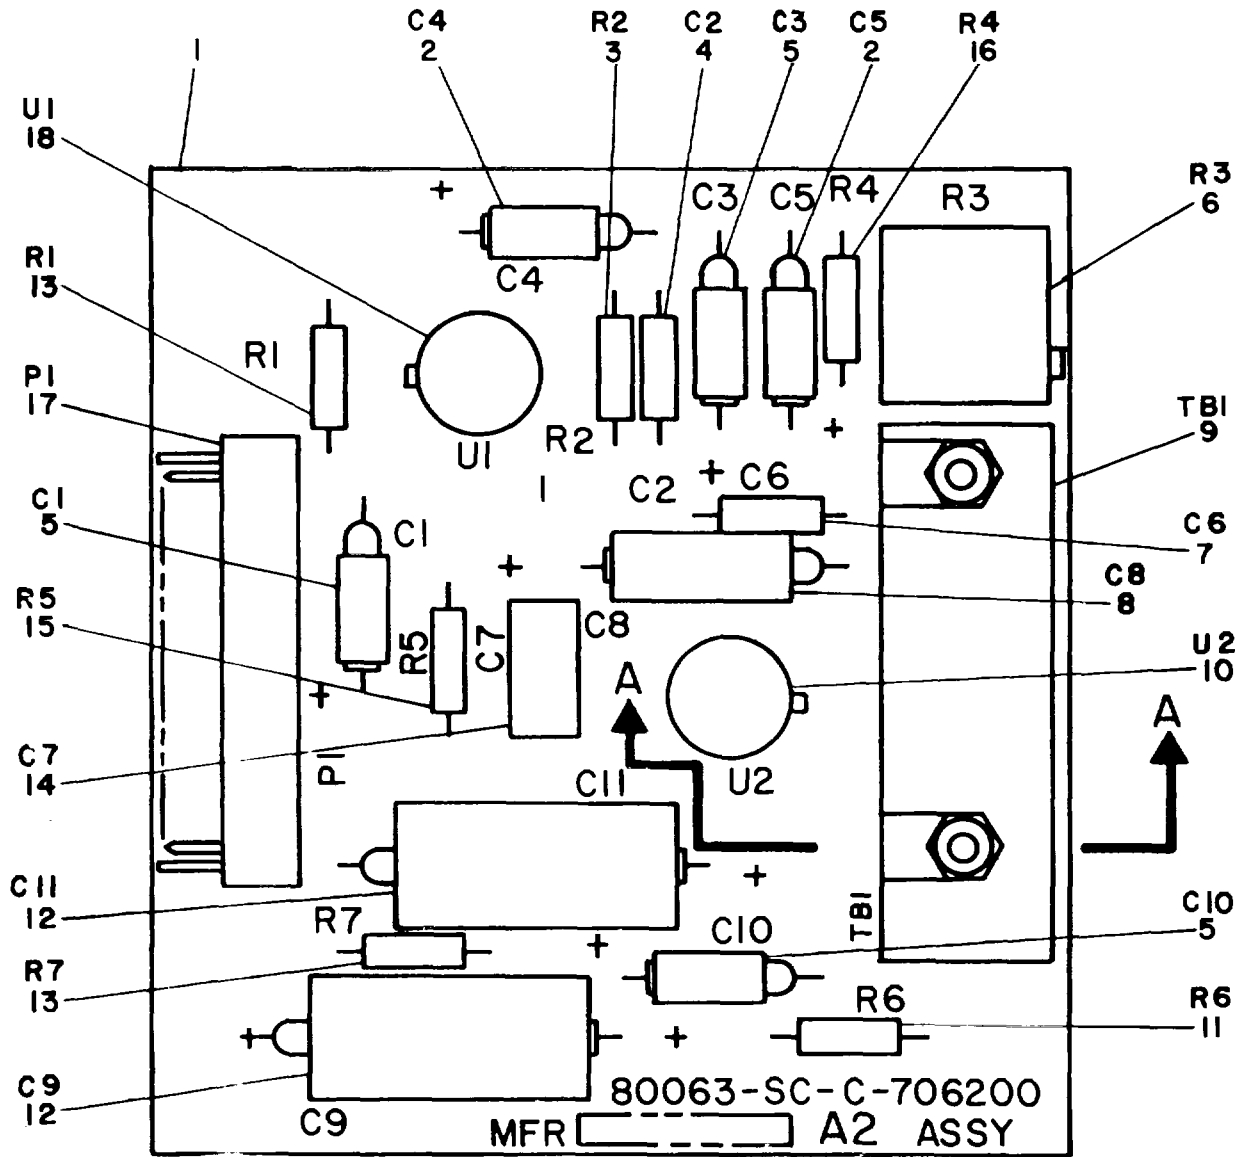 C4 R2 C2 C3 C5 R4
1 2 3 4 5 2 16
U1
18
R3
6
R1
13
P1
17
TB1
9
C1
5
C6
7
C8
8
R5
15
U2
10
C7
14
C11
12
C10
5
R7
13
R6
11
C9
12
+ C3 C5 R4 R3
C4
R1
U1 R2 +
1 C2 + C6
C1
+ C8
R5 C7
A A
+
P1 C11 U2
+
TB1
R7 + C10
+ + R6
80063-SC-C-706200
C9 MFR A2 ASSY